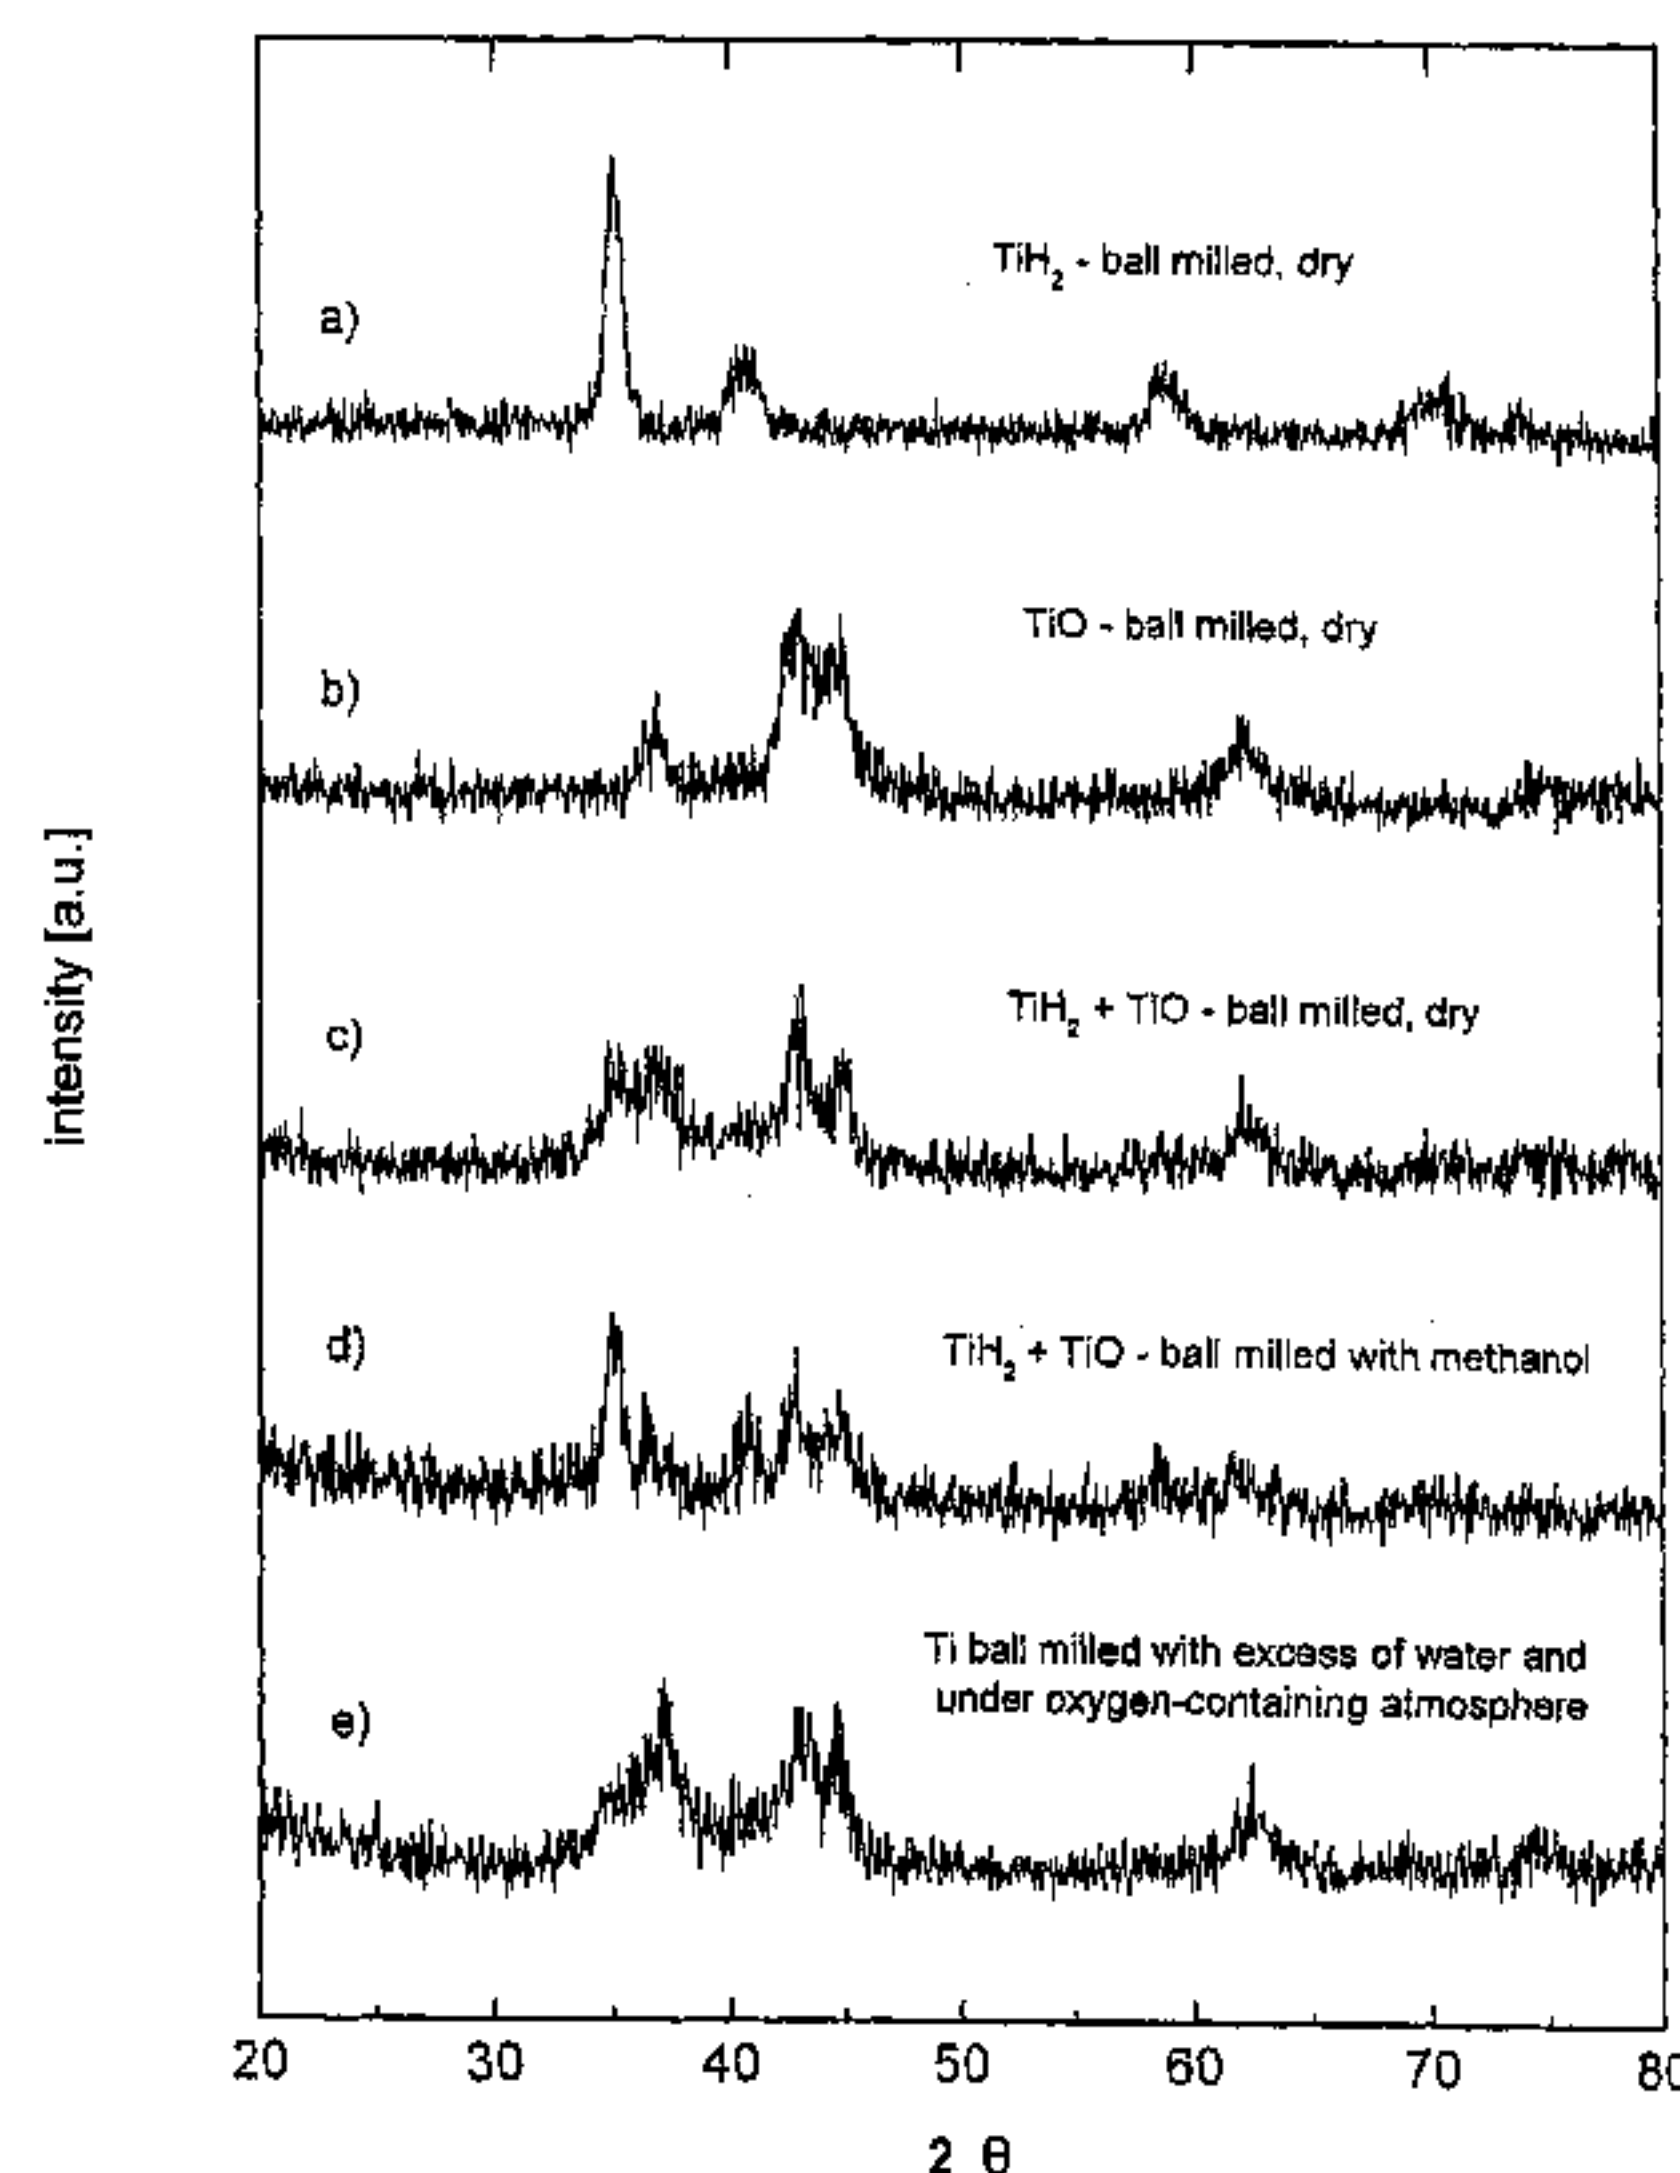 a)
TiH₂ - ball milled, dry
b)
TiO - ball milled, dry
intensity [a.u.]
c)
TiH₂ + TiO - ball milled, dry
d)
TiH₂ + TiO - ball milled with methanol
e)
Ti ball milled with excess of water and
under oxygen-containing atmosphere
20 30 40 50 60 70 80
2 θ